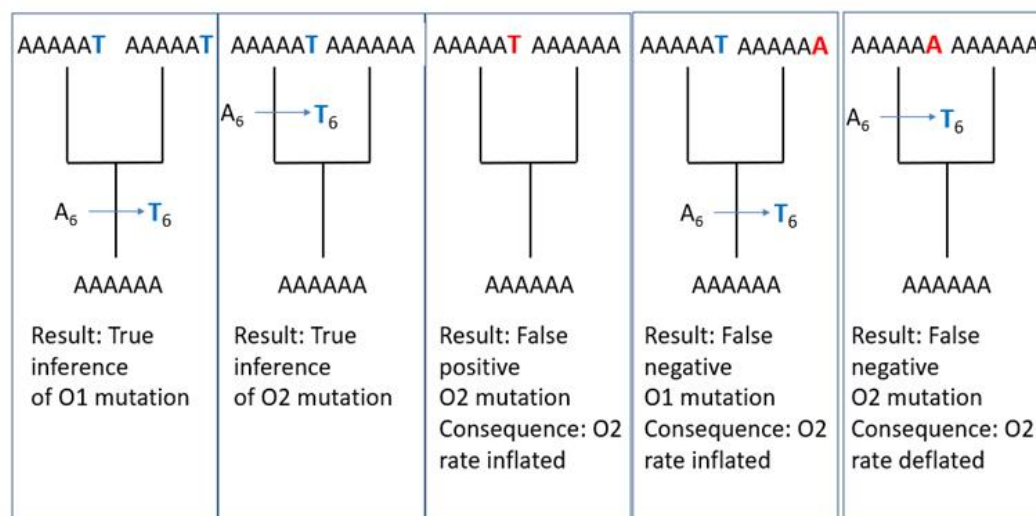 AAAAAT AAAAAT
A6 T6
AAAAAA
Result: True
inference
of O1 mutation
AAAAAT AAAAAA
A6 T6
AAAAAA
Result: True
inference
of O2 mutation
AAAAAT AAAAAA
AAAAAA
Result: False
positive
O2 mutation
Consequence: O2
rate inflated
AAAAAT AAAAAA
A6 T6
AAAAAA
Result: False
negative
O1 mutation
Consequence: O2
rate inflated
AAAAAA AAAAAA
A6 T6
AAAAAA
Result: False
negative
O2 mutation
Consequence: O2
rate deflated